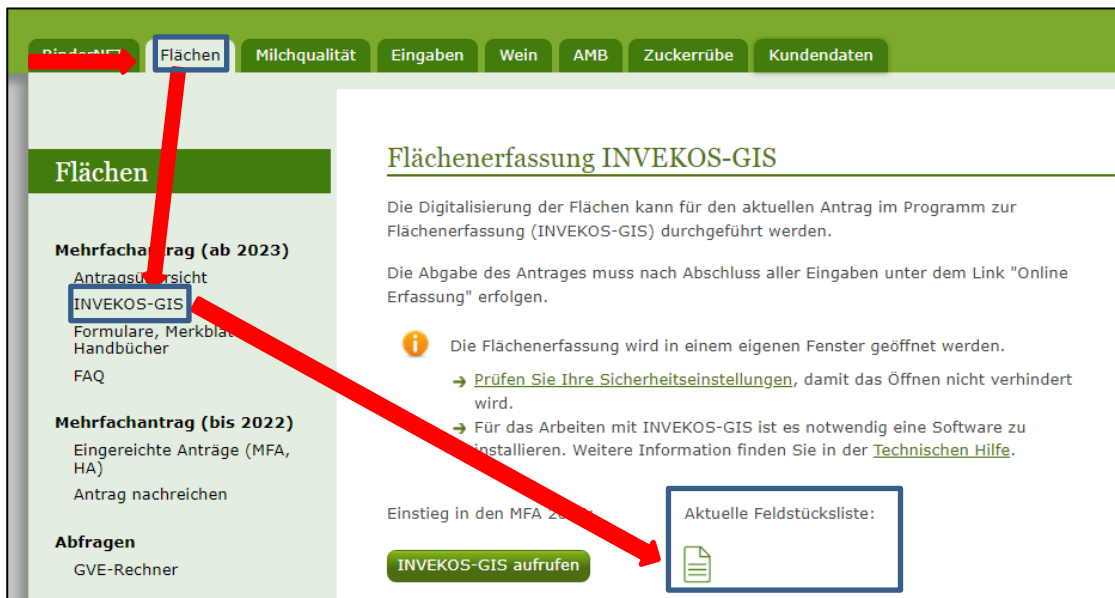 Flächen Milchqualität Eingaben Wein AMB Zuckerrübe Kundendaten
Flächen
Mehrfachantrag (ab 2023)
Antragsübersicht
INVEKOS-GIS
Formulare,
Handbücher
FAQ
Mehrfachantrag (bis 2022)
Eingereichte Anträge (MFA,
HA)
Antrag nachreichen
Abfragen
GVE-Rechner
Flächenerfassung INVEKOS-GIS
Die Digitalisierung der Flächen kann für den aktuellen Antrag im Programm zur
Flächenerfassung (INVEKOS-GIS) durchgeführt werden.
Die Abgabe des Antrages muss nach Abschluss aller Eingaben unter dem Link "Online
Erfassung" erfolgen.
Die Flächenerfassung wird in einem eigenen Fenster geöffnet werden.
→ Prüfen Sie Ihre Sicherheitseinstellungen, damit das Öffnen nicht verhindert
wird.
→ Für das Arbeiten mit INVEKOS-GIS ist es notwendig eine Software zu
installieren. Weitere Information finden Sie in der Technischen Hilfe.
Einstieg in den MFA
INVEKOS-GIS aufrufen
Aktuelle Feldstücksliste: